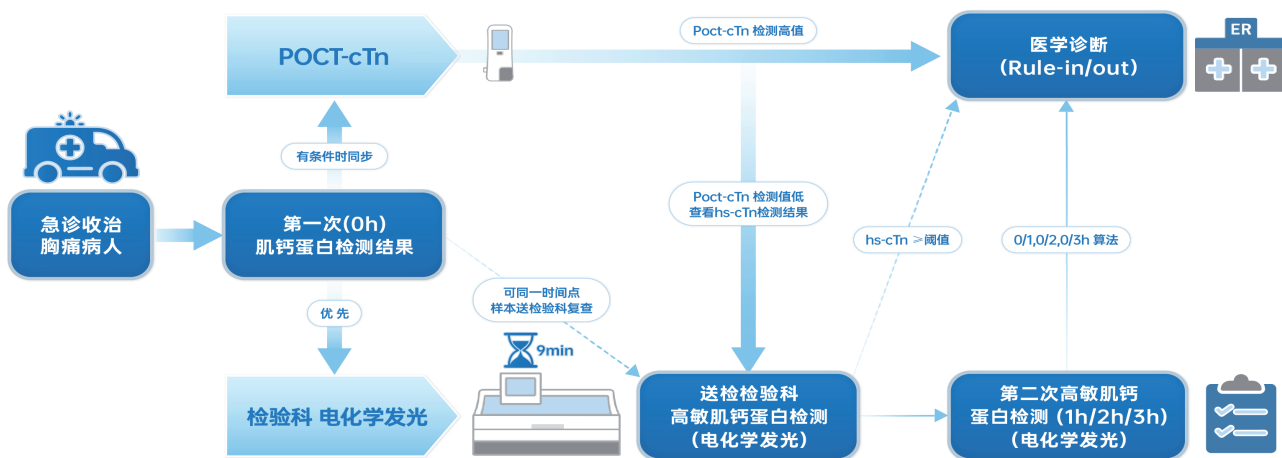 POCT-cTn
Poct-cTn 检测高值
医学诊断
(Rule-in/out)
ER
有条件时同步
急诊收治
胸痛病人
第一次(0h)
肌钙蛋白检测结果
Poct-cTn 检测值低
查看hs-cTn检测结果
hs-cTn ≥阈值
0/1,0/2,0/3h 算法
优 先
可同一时间点
样本送检验科复查
9min
检验科 电化学发光
送检检验科
高敏肌钙蛋白检测
(电化学发光)
第二次高敏肌钙
蛋白检测 (1h/2h/3h)
(电化学发光)